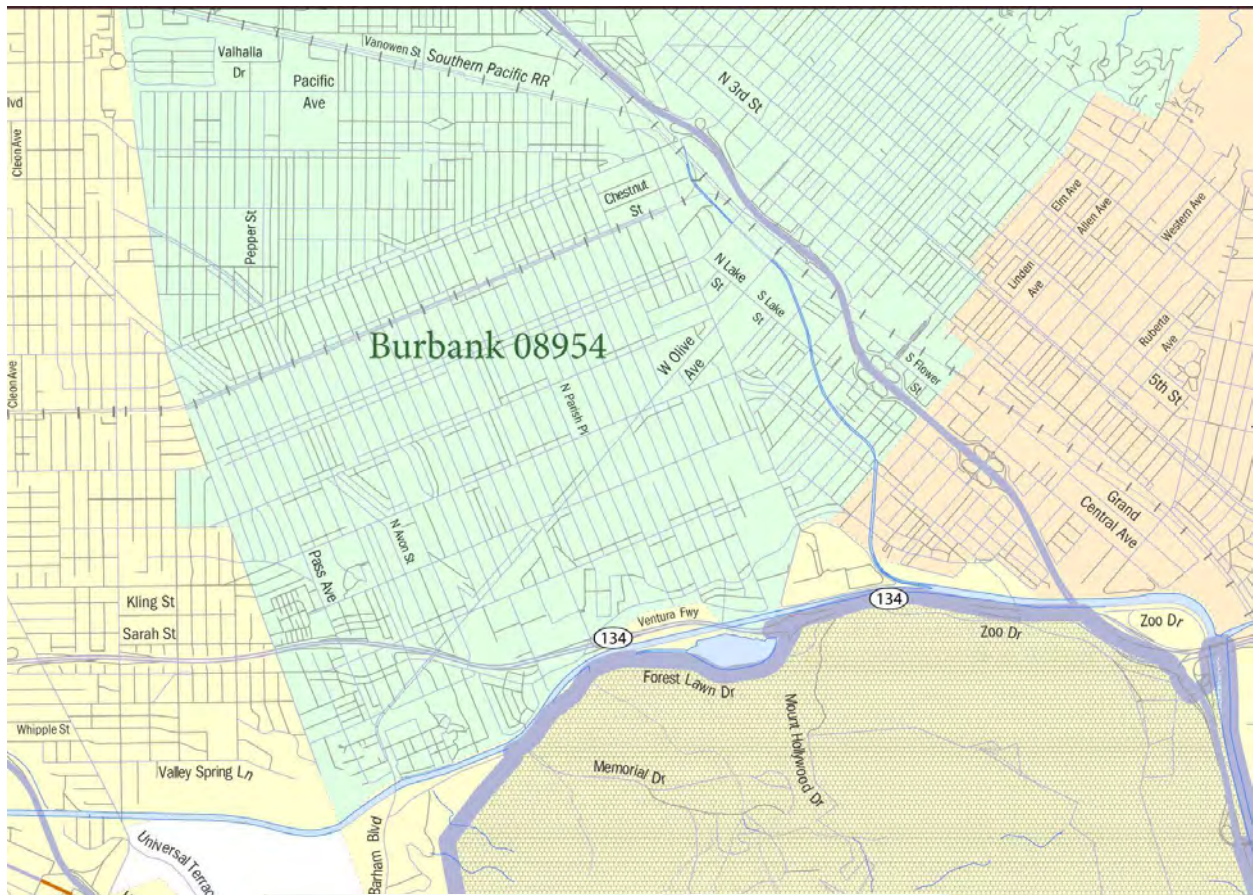 Vanowen St
Southern Pacific RR
Valhalla
Dr
Pacific
Ave
N 3rd St
lvd
Cleon Ave
Elm Ave
Allen Ave
Western Ave
Chestnut
St
Pepper St
N Lake
St
S Lake
St
Linden
Ave
Ruberta
Ave
Burbank 08954
W Olive
Ave
S Flower
St
5th St
Cleon Ave
N Parish Pl
Grand
Central Ave
N Avon St
Pass Ave
Kling St
Sarah St
134
Ventura Fwy
134
Zoo Dr
Zoo Dr
Forest Lawn Dr
Mount Hollywood Dr
Whipple St
Valley Spring Ln
Memorial Dr
Barham Blvd
Universal Terrac